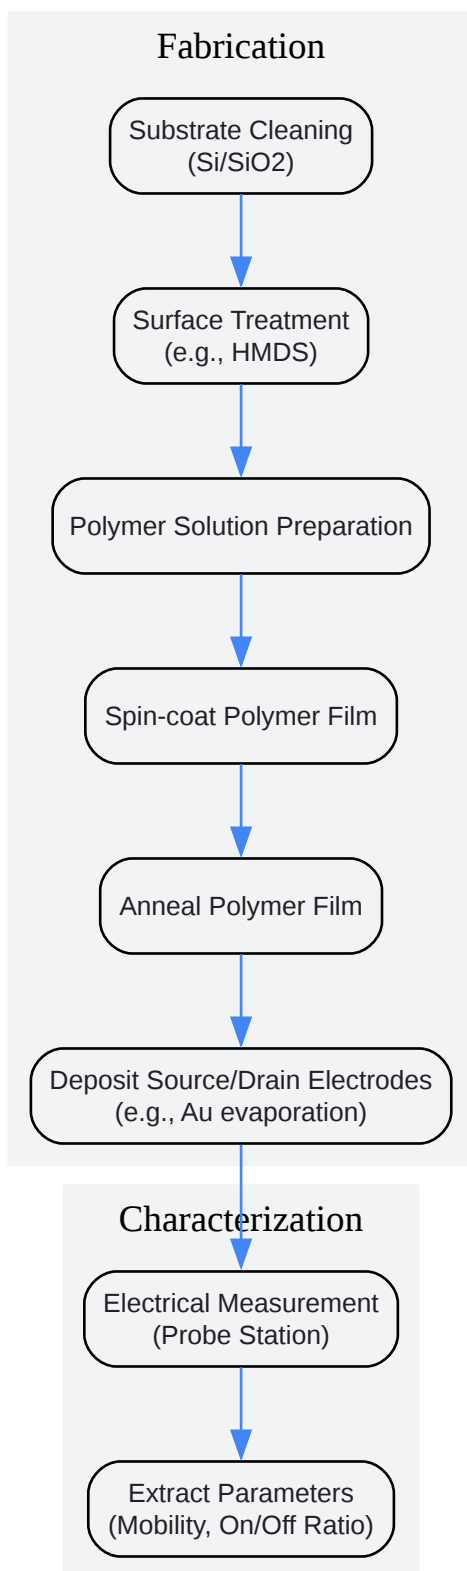 Fabrication
Substrate Cleaning
(Si/SiO2)
Surface Treatment
(e.g., HMDS)
Polymer Solution Preparation
Spin-coat Polymer Film
Anneal Polymer Film
Deposit Source/Drain Electrodes
(e.g., Au evaporation)
Characterization
Electrical Measurement
(Probe Station)
Extract Parameters
(Mobility, On/Off Ratio)